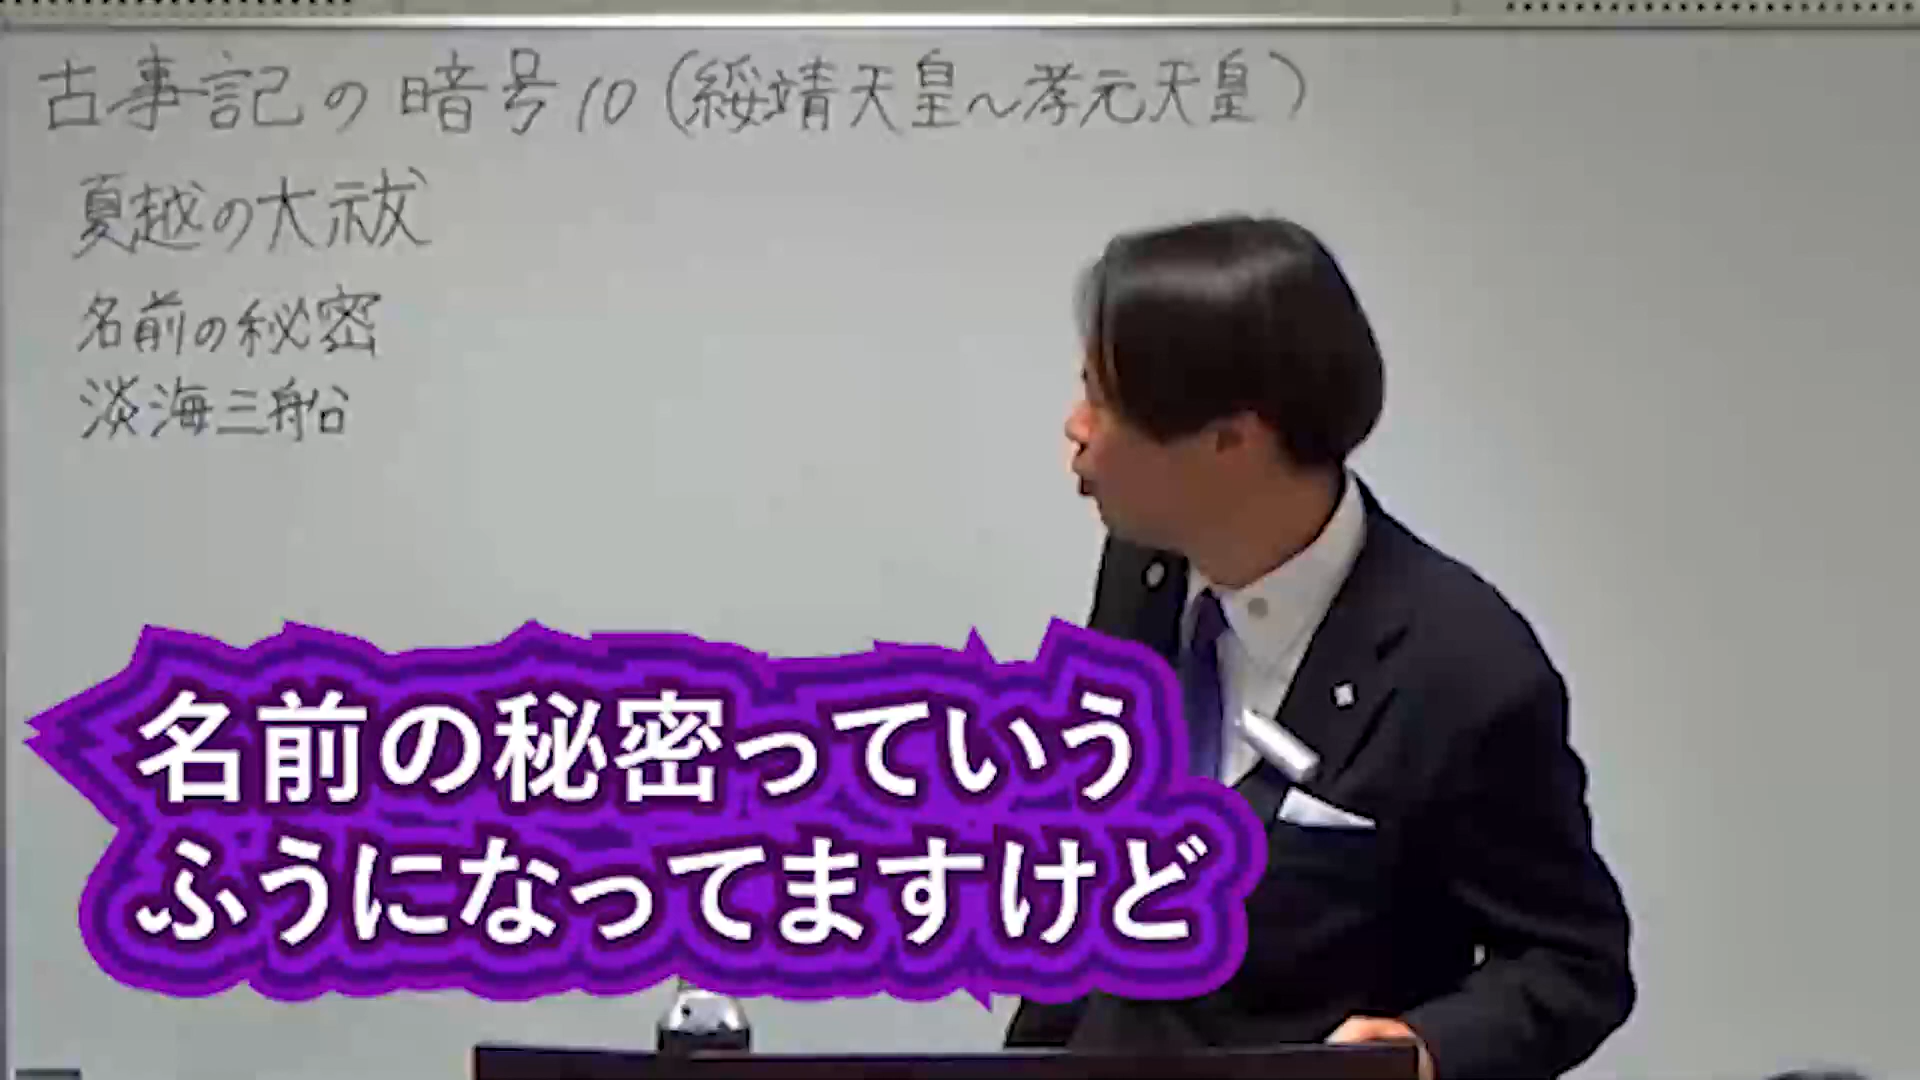 古事記の暗号10(綏靖天皇～孝元天皇)
夏越の大祓
名前の秘密
淡海三船
名前の秘密っていう
ふうになってますけど